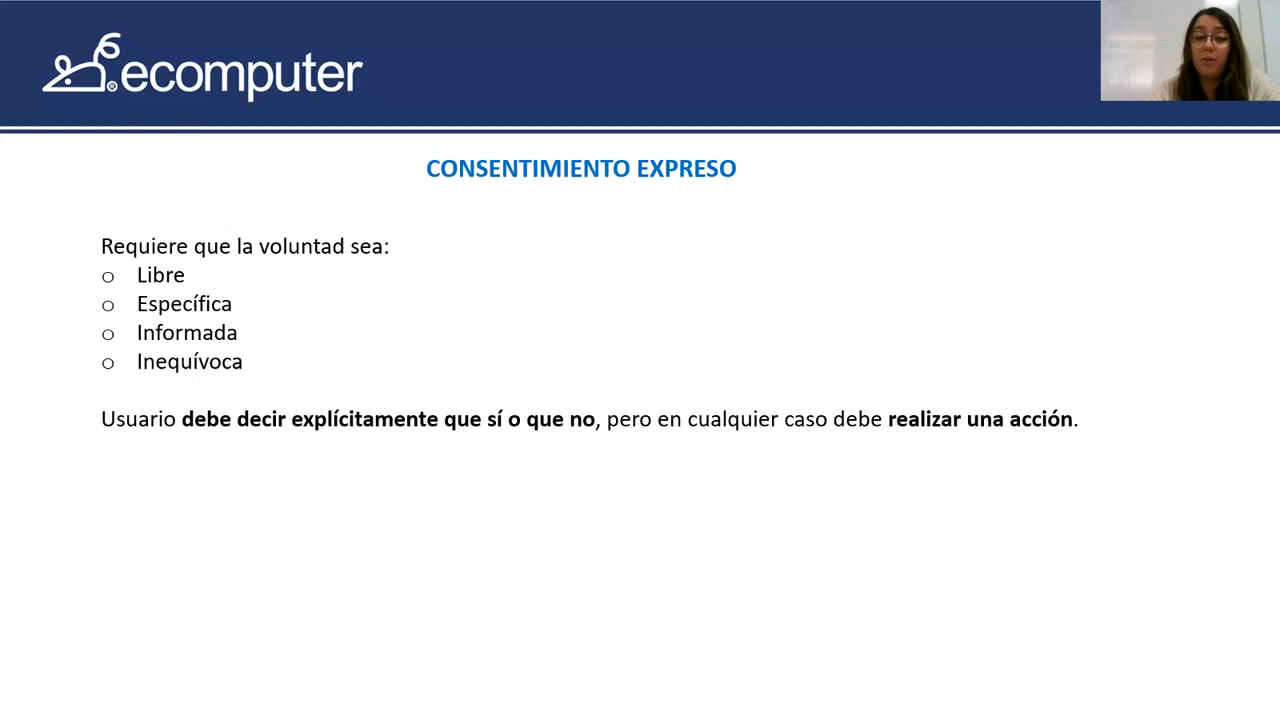 ecomputer
CONSENTIMIENTO EXPRESO
Requiere que la voluntad sea:
o Libre
o Específica
o Informada
o Inequívoca
Usuario debe decir explícitamente que sí o que no, pero en cualquier caso debe realizar una acción.